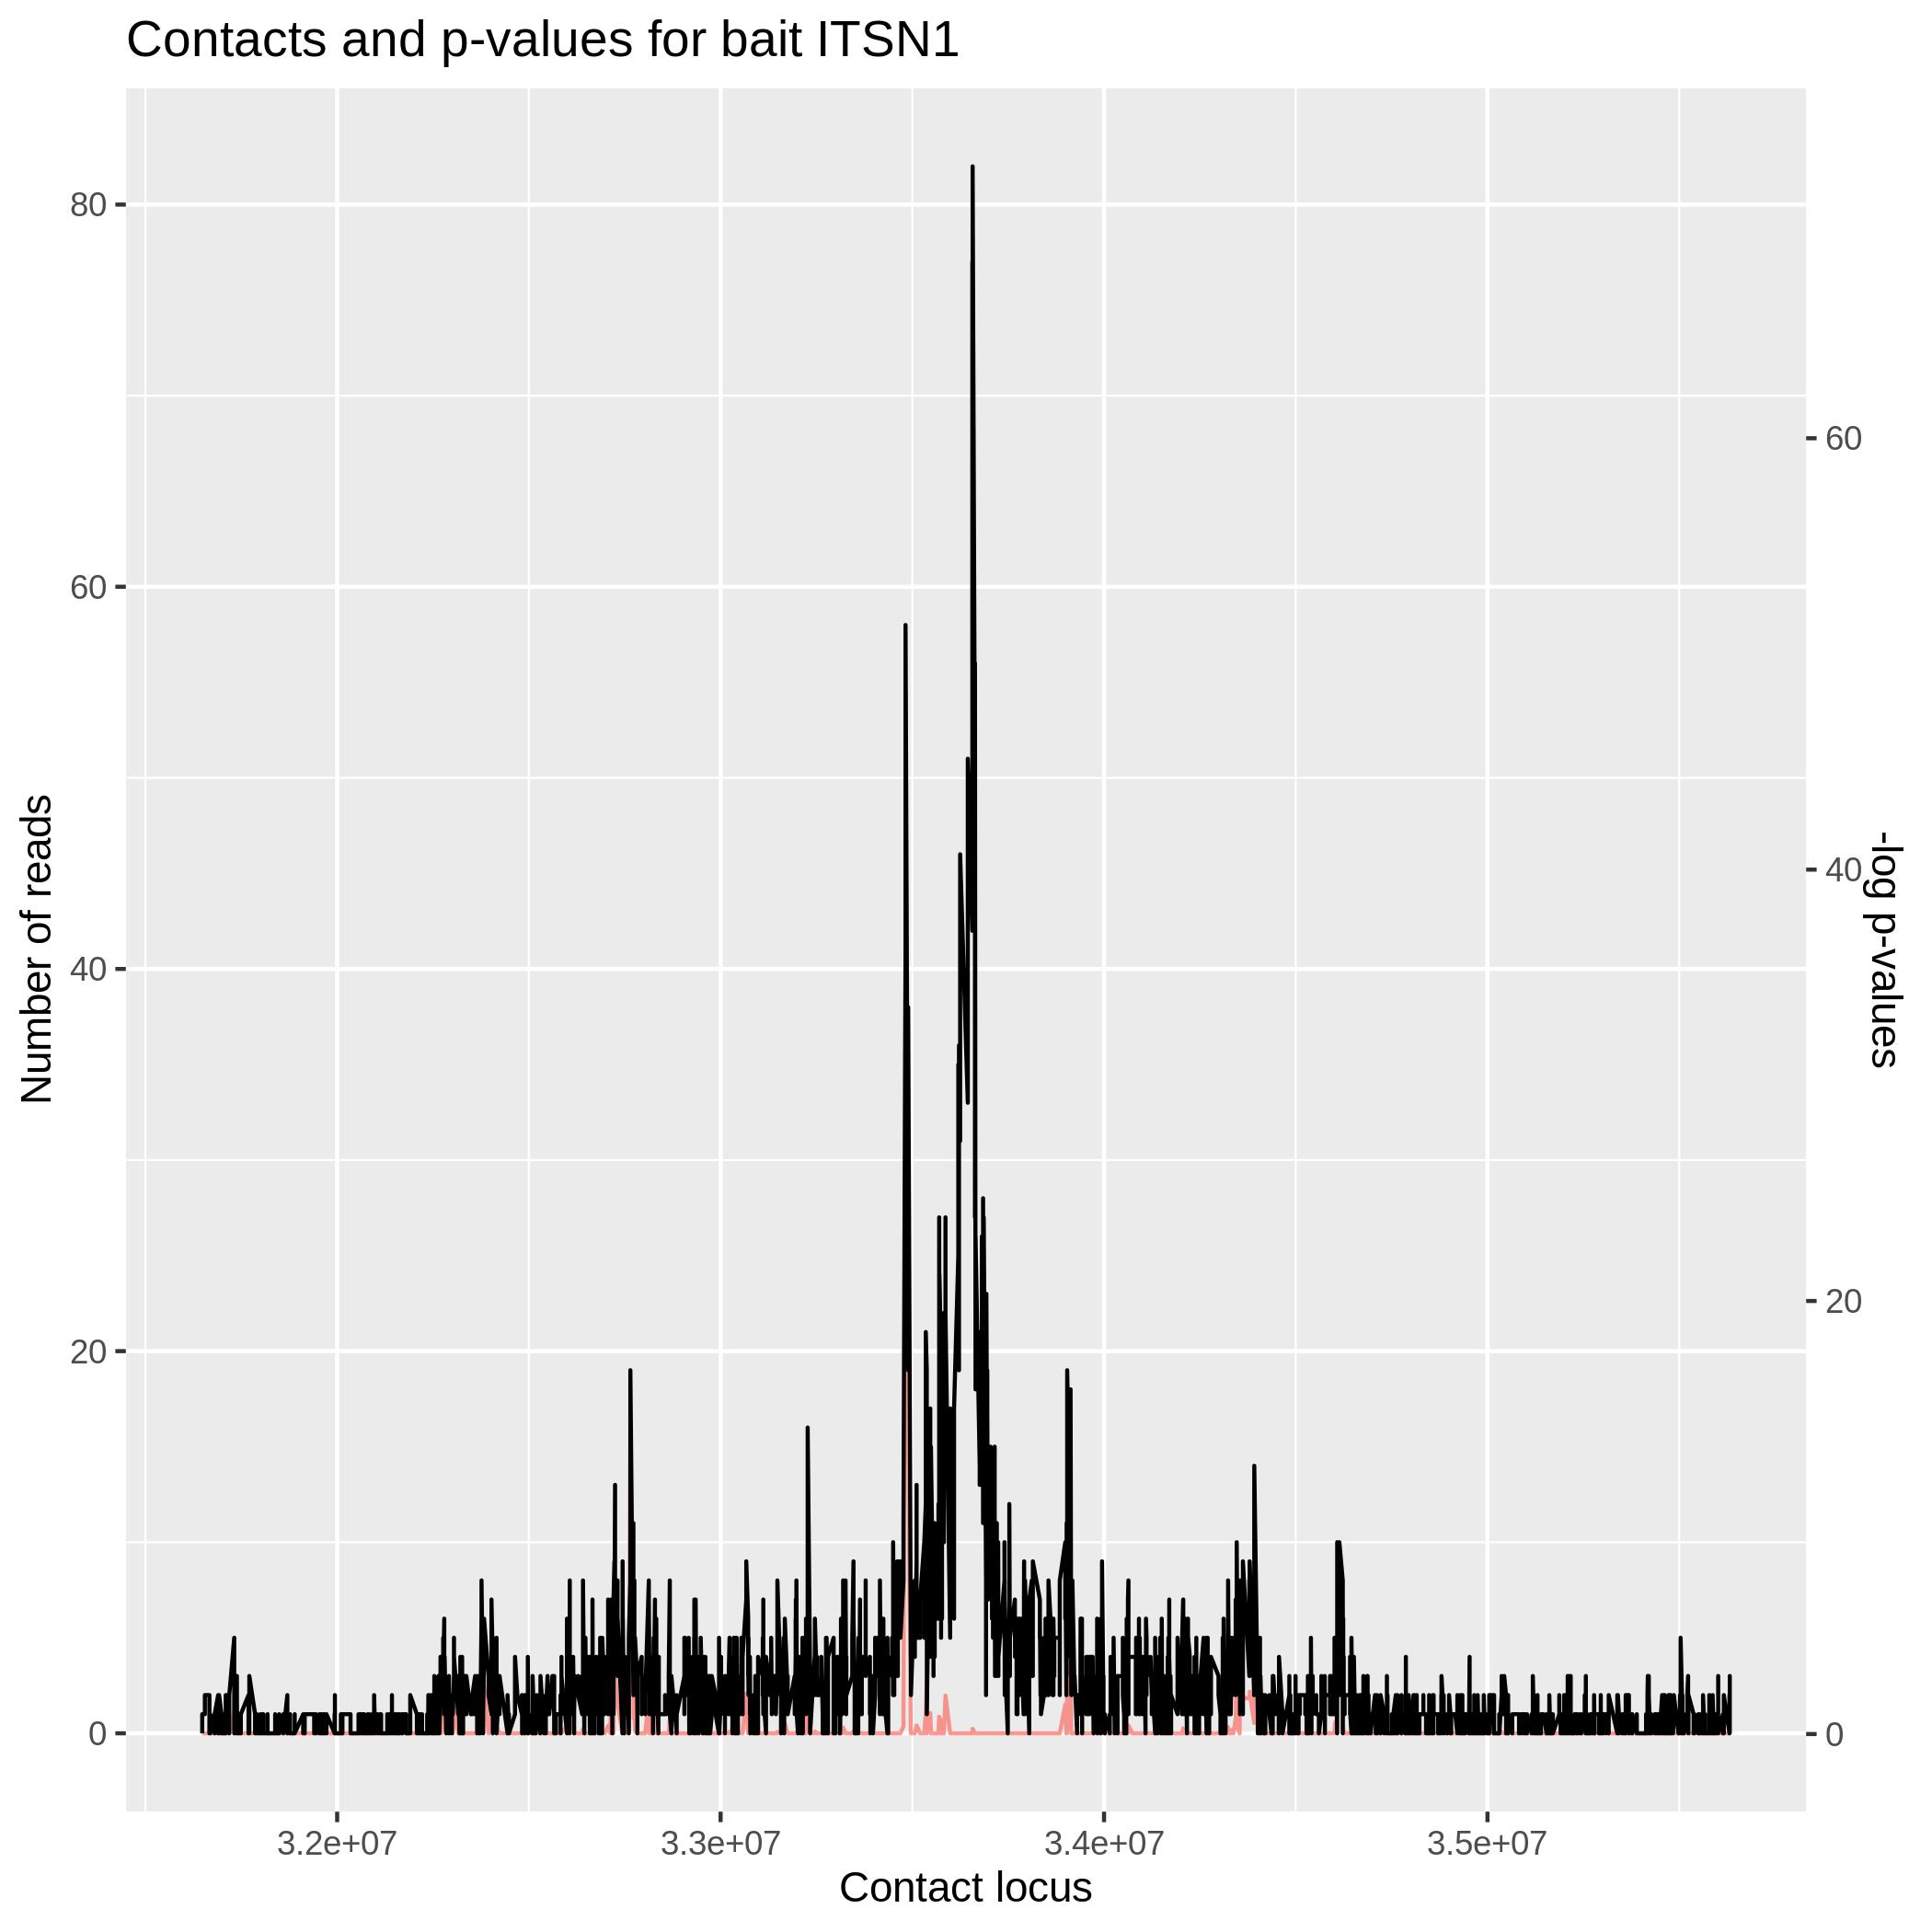 Contacts and p-values for bait ITSN1
80
60
40
20
0
Number of reads
60
40
20
0
-log p-values
3.2e+07 3.3e+07 3.4e+07 3.5e+07
Contact locus